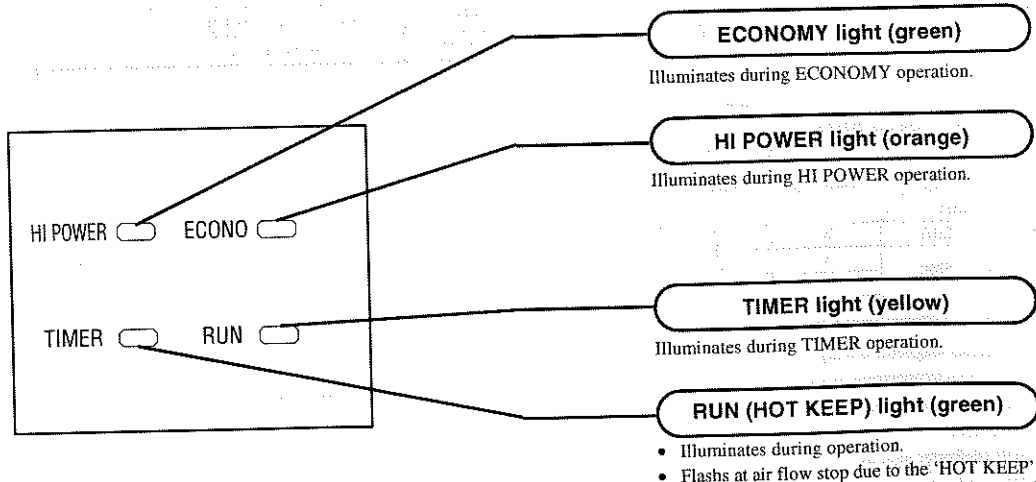 ECONOMY light (green)
Illuminates during ECONOMY operation.
HI POWER light (orange)
Illuminates during HI POWER operation.
HI POWER ECONO
TIMER light (yellow)
TIMER RUN
Illuminates during TIMER operation.
RUN (HOT KEEP) light (green)
• Illuminates during operation.
• Flashs at air flow stop due to the 'HOT KEEP'